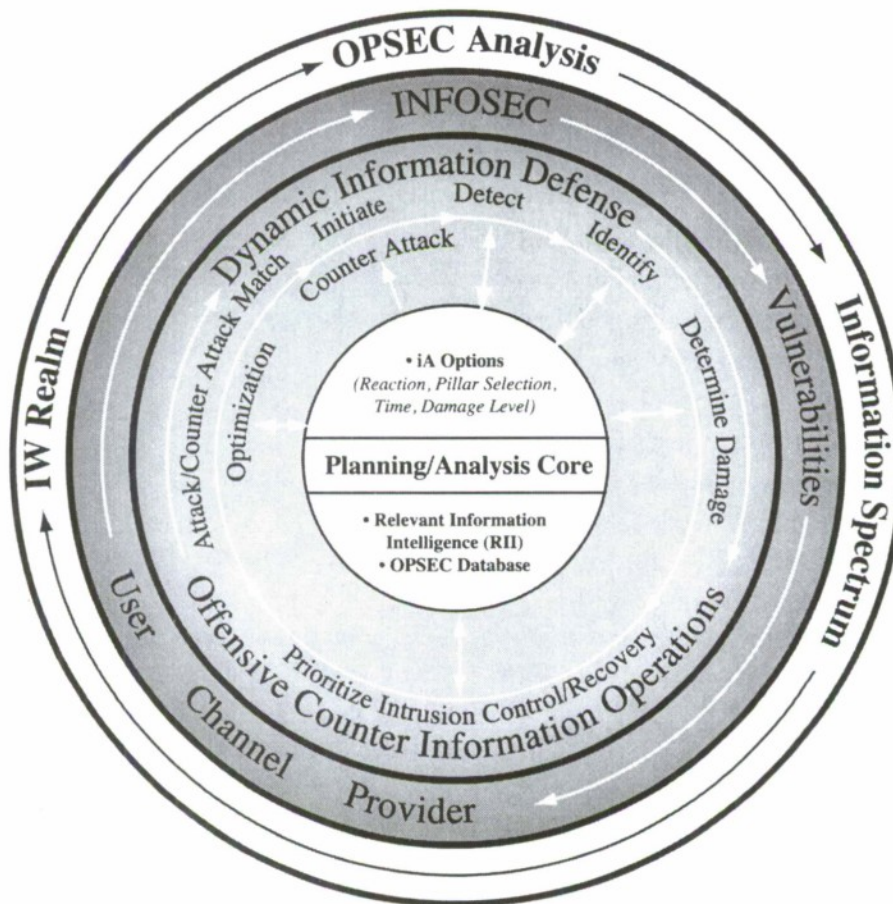 OPSEC Analysis
INFOSEC
Dynamic Information Defense
Initiate
Detect
Identify
Counter Attack
Attack/Counter Attack Match
Optimization
Determine Damage
Vulnerabilities
Information Spectrum
IW Realm
• iA Options
(Reaction, Pillar Selection,
Time, Damage Level)
Planning/Analysis Core
• Relevant Information
Intelligence (RII)
• OPSEC Database
Prioritize Intrusion Control/Recovery
Offensive Counter Information Operations
User
Channel
Provider